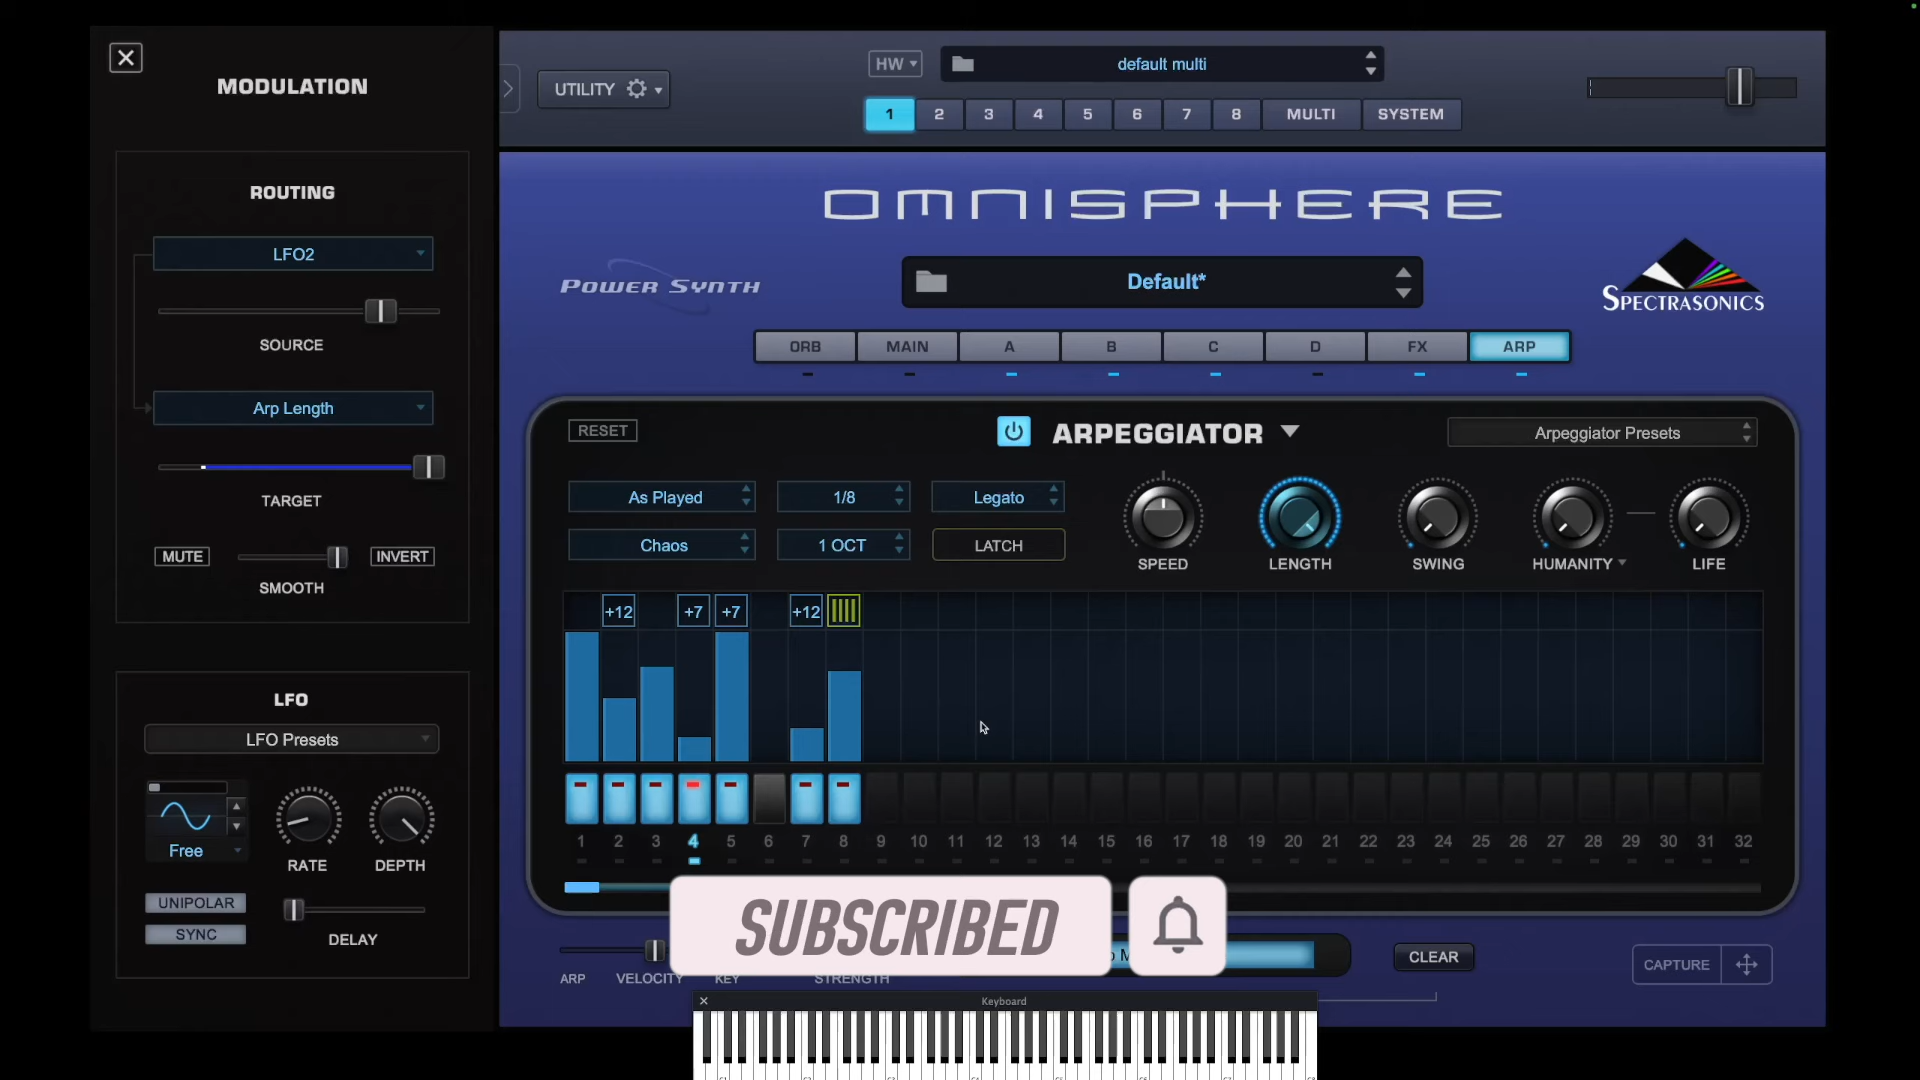 MODULATION
ROUTING
LFO2
SOURCE
Arp Length
TARGET
MUTE
INVERT
SMOOTH
LFO
LFO Presets
Free
RATE
DEPTH
UNIPOLAR
SYNC
DELAY
UTILITY
HW
default multi
1 2 3 4 5 6 7 8 MULTI SYSTEM
OMNISPHERE
POWER SYNTH
Default*
SPECTRASONICS
ORB MAIN A B C D FX ARP
RESET
ARPEGGIATOR
Arpeggiator Presets
As Played 1/8 Legato
Chaos 1 OCT LATCH
SPEED LENGTH SWING HUMANITY LIFE
+12 +7 +7 +12
1 2 3 4 5 6 7 8 9 10 11 12 13 14 15 16 17 18 19 20 21 22 23 24 25 26 27 28 29 30 31 32
SUBSCRIBED
CLEAR
CAPTURE
ARP VELOCITY KEY STRENGTH
Keyboard